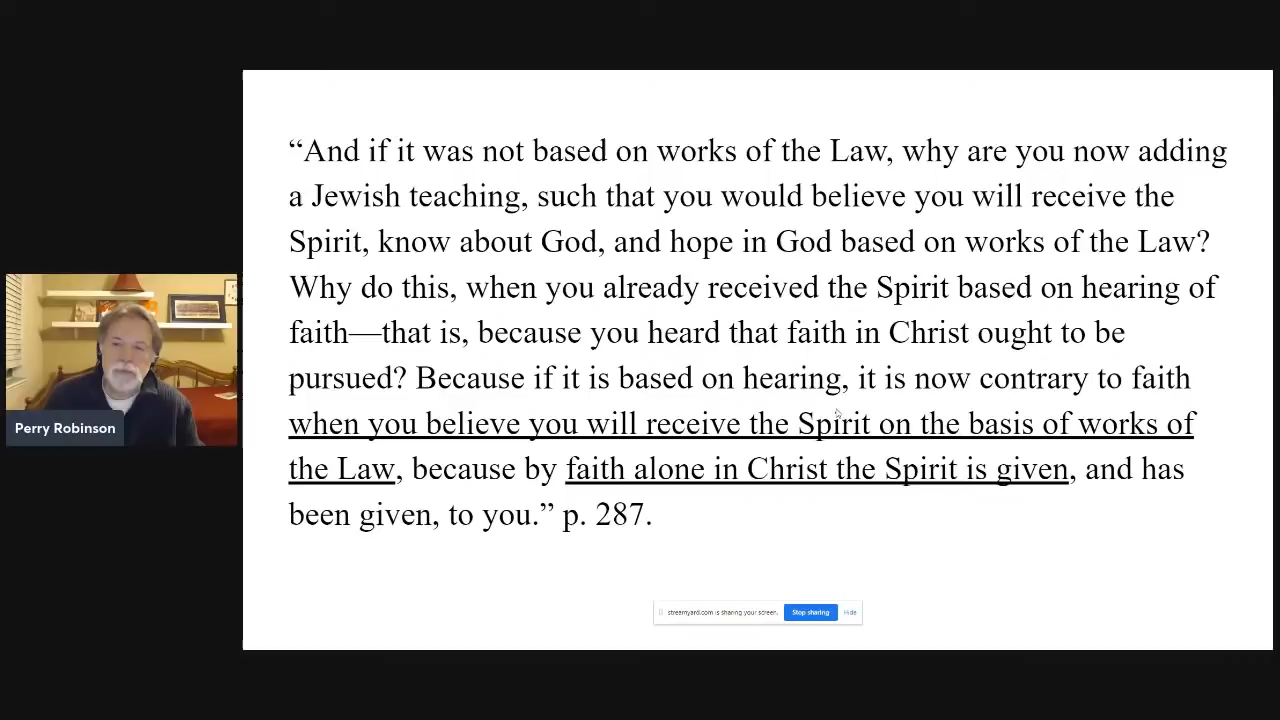 “And if it was not based on works of the Law, why are you now adding
a Jewish teaching, such that you would believe you will receive the
Spirit, know about God, and hope in God based on works of the Law?
Why do this, when you already received the Spirit based on hearing of
faith—that is, because you heard that faith in Christ ought to be
pursued? Because if it is based on hearing, it is now contrary to faith
when you believe you will receive the Spirit on the basis of works of
the Law, because by faith alone in Christ the Spirit is given, and has
been given, to you.” p. 287.
Perry Robinson
streamyard.com is sharing your screen. Stop sharing Hide